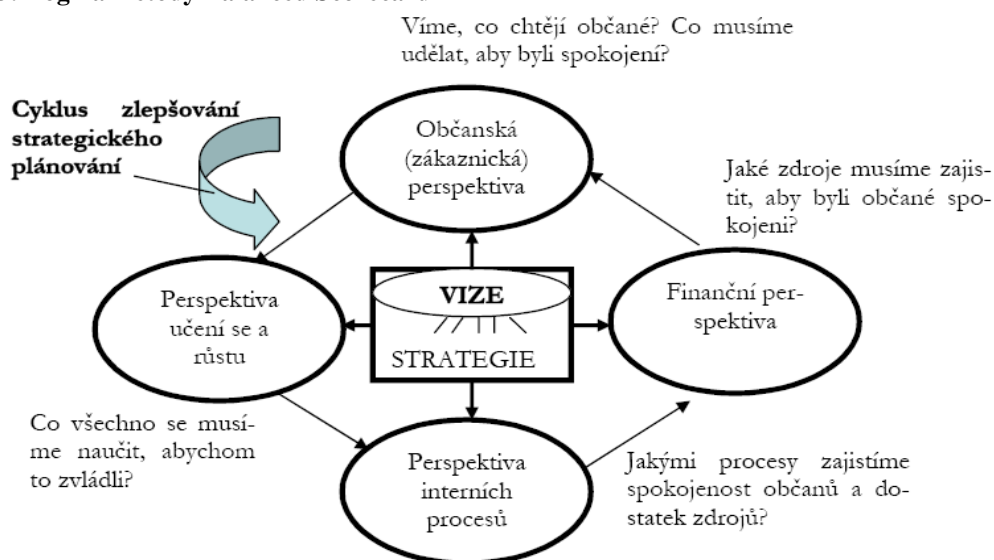 Víme, co chtějí občané? Co musíme
udělat, aby byli spokojení?
Cyklus zlepšování
strategického
plánování
Občanská
(zákaznická)
perspektiva
Jaké zdroje musíme zajis-
tit, aby byli občané spo-
kojeni?
Perspektiva
učení se a
růstu
VIZE
STRATEGIE
Finanční per-
spektiva
Co všechno se musí-
me naučit, abychom
to zvládli?
Perspektiva
interních
procesů
Jakými procesy zajistíme
spokojenost občanů a do-
statek zdrojů?